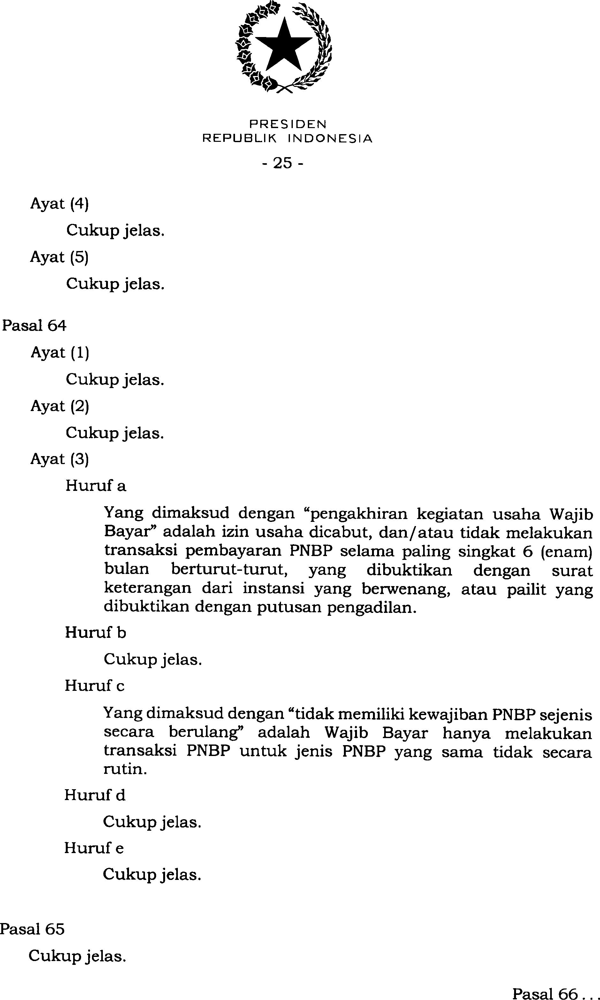 PRESIDEN
REPUBLIK INDONESIA
- 25 -
Ayat (4)
Cukup jelas.
Ayat (5)
Cukup jelas.
Pasal 64
Ayat (1)
Cukup jelas.
Ayat (2)
Cukup jelas.
Ayat (3)
Huruf a
Yang dimaksud dengan “pengakhiran kegiatan usaha Wajib
Bayar” adalah izin usaha dicabut, dan/atau tidak melakukan
transaksi pembayaran PNBP selama paling singkat 6 (enam)
bulan berturut-turut, yang dibuktikan dengan surat
keterangan dari instansi yang berwenang, atau pailit yang
dibuktikan dengan putusan pengadilan.
Huruf b
Cukup jelas.
Huruf c
Yang dimaksud dengan “tidak memiliki kewajiban PNBP sejenis
secara berulang” adalah Wajib Bayar hanya melakukan
transaksi PNBP untuk jenis PNBP yang sama tidak secara
rutin.
Huruf d
Cukup jelas.
Huruf e
Cukup jelas.
Pasal 65
Cukup jelas.
Pasal 66 . . .